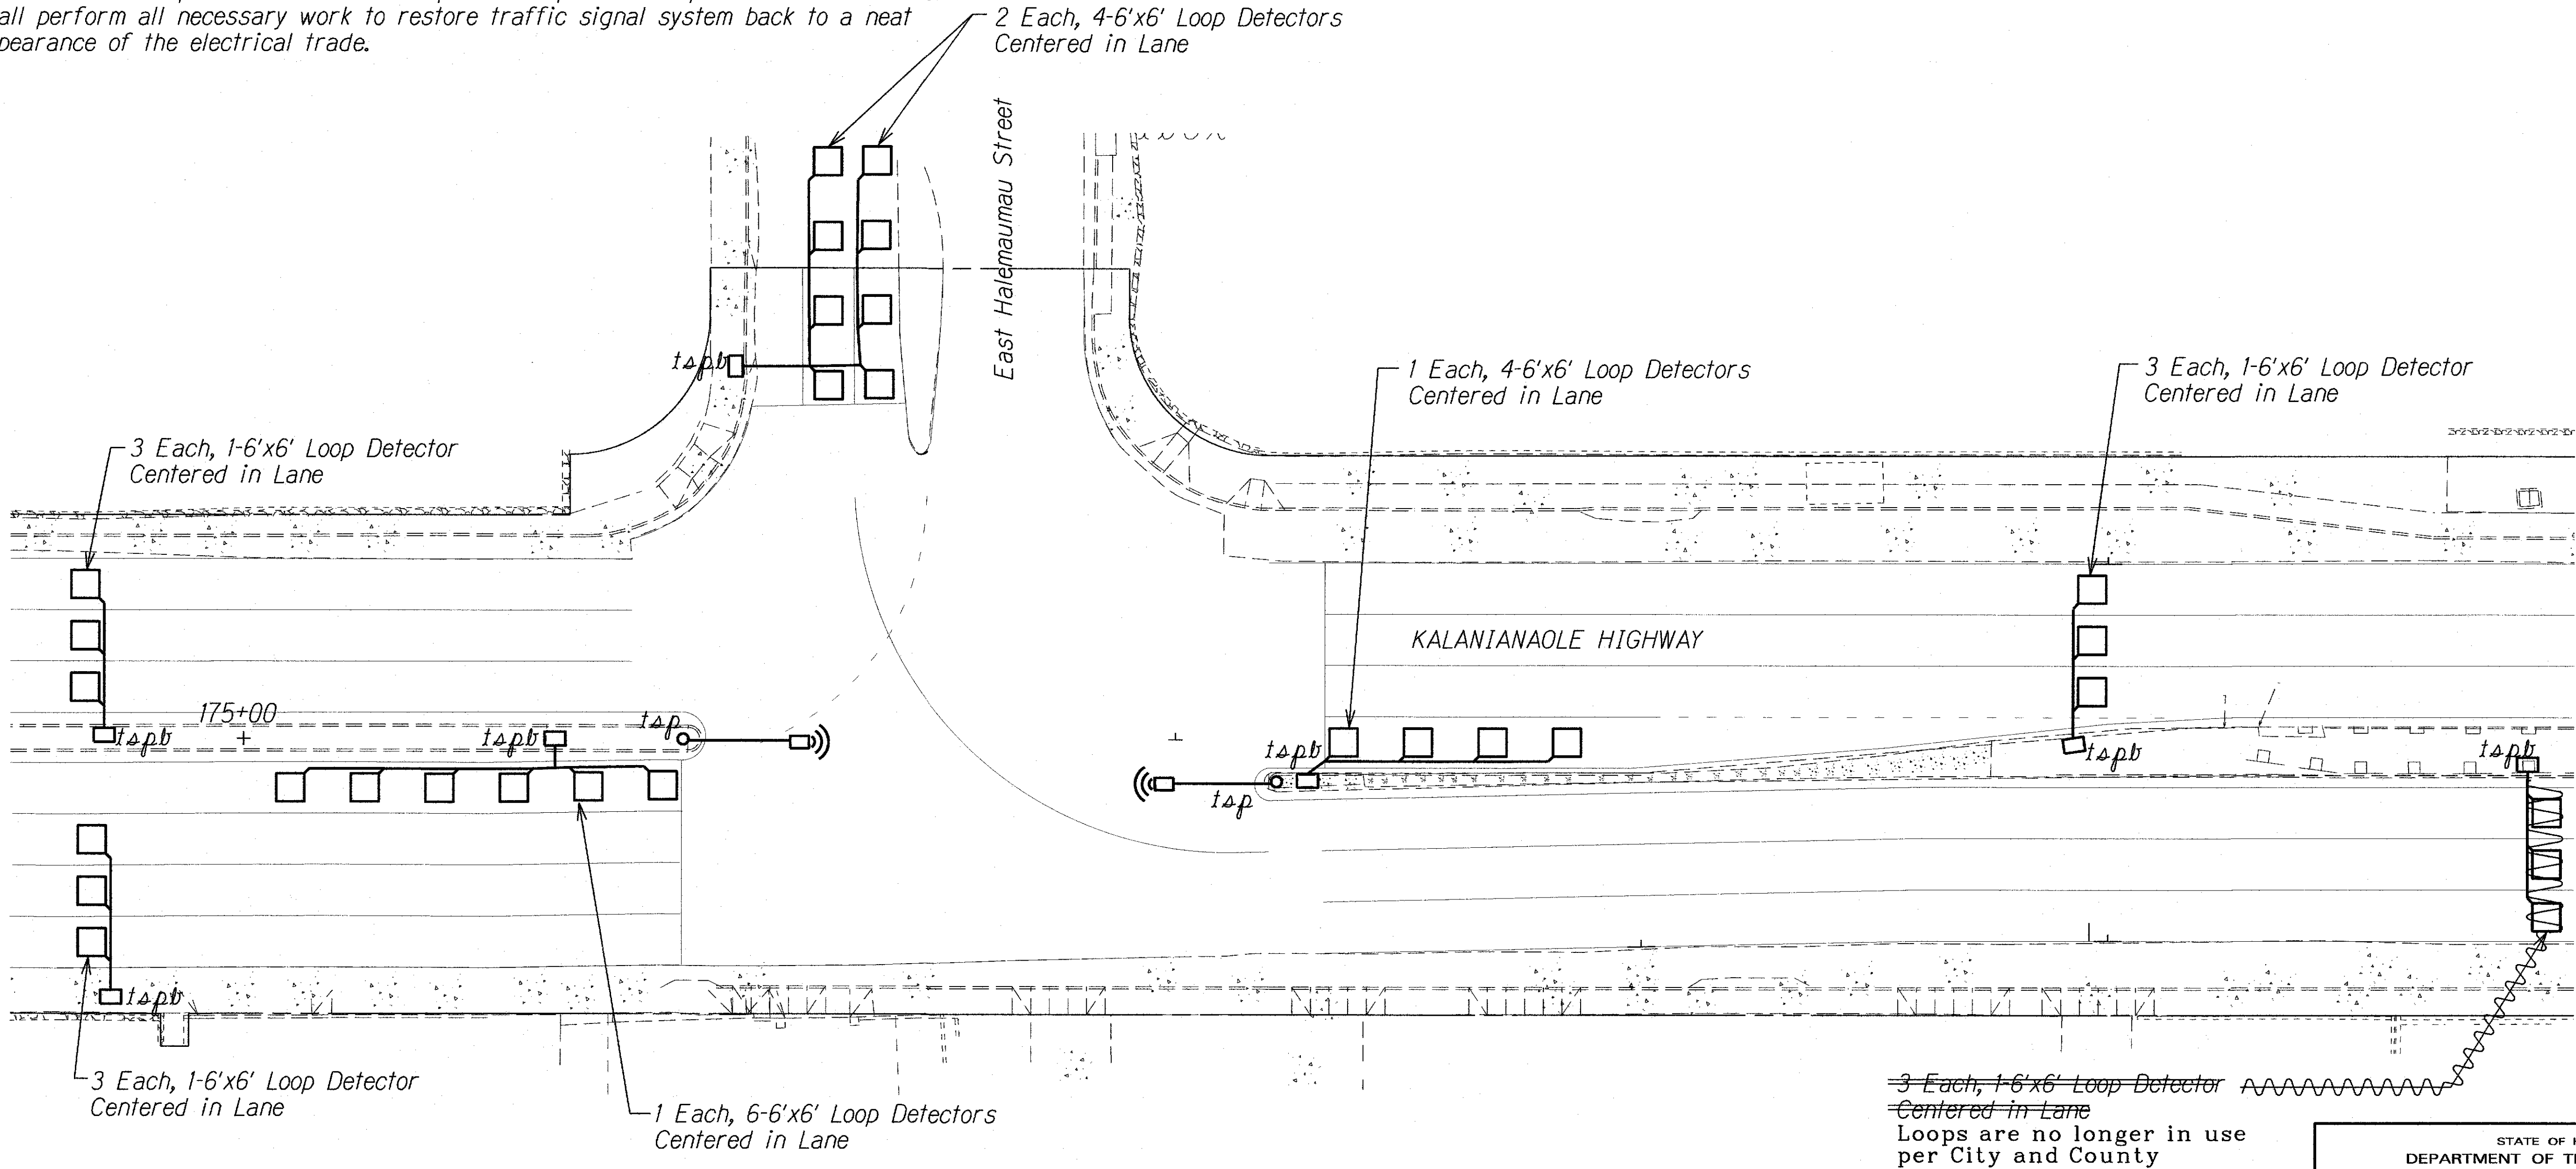 all perform all necessary work to restore traffic signal system back to a neat
pearance of the electrical trade.
2 Each, 4-6'x6' Loop Detectors
Centered in Lane
East Halemaumau Street
tspb
1 Each, 4-6'x6' Loop Detectors
Centered in Lane
3 Each, 1-6'x6' Loop Detector
Centered in Lane
3 Each, 1-6'x6' Loop Detector
Centered in Lane
KALANIANAOLE HIGHWAY
175+00
tspb
tspb
tsp
tspb
tsp
tspb
tspb
tspb
3 Each, 1-6'x6' Loop Detector
Centered in Lane
1 Each, 6-6'x6' Loop Detectors
Centered in Lane
3 Each, 1-6'x6' Loop Detector
Centered in Lane
Loops are no longer in use
per City and County
STATE OF
DEPARTMENT OF